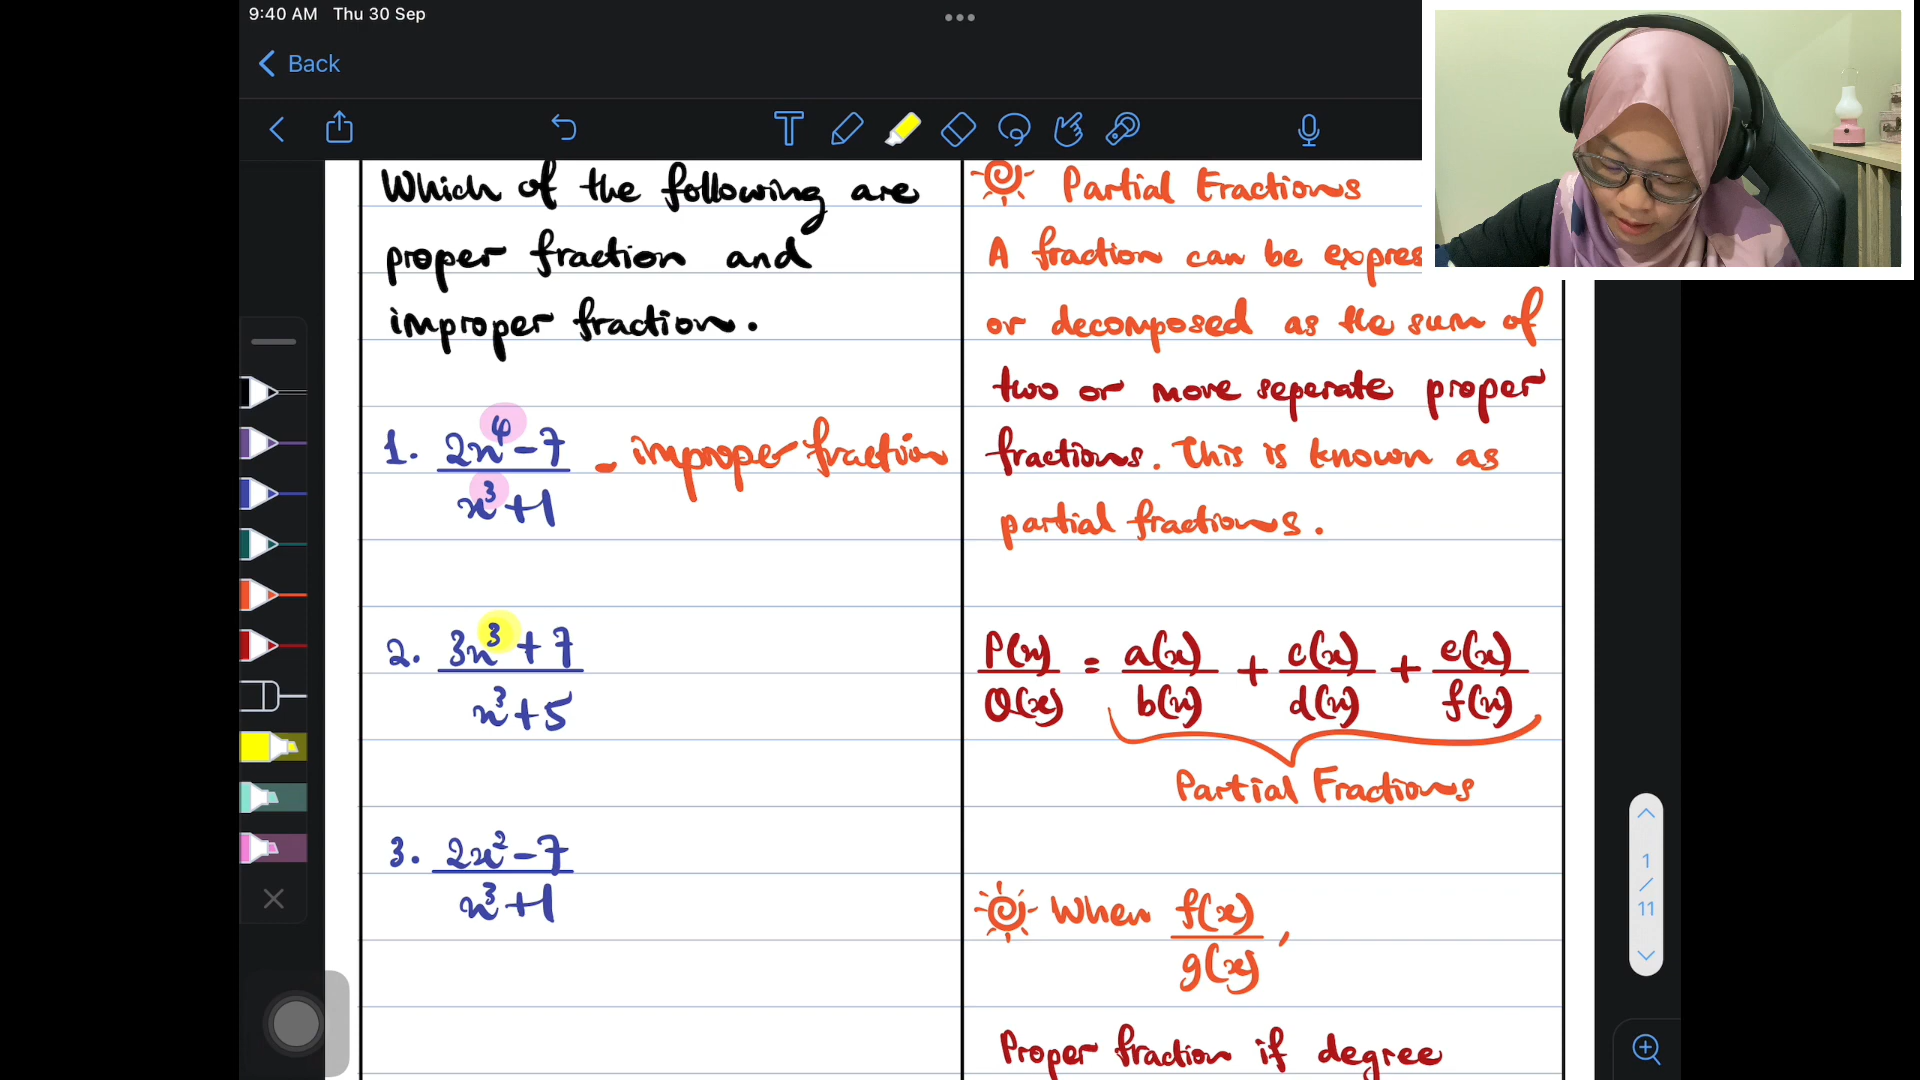 9:40 AM Thu 30 Sep
Back
Which of the following are
proper fraction and
improper fraction.
1. 2x⁴-7 / x³+1 - improper fraction
2. 3x³+7 / x³+5
3. 2x²-7 / x³+1
Partial Fractions
A fraction can be expres
or decomposed as the sum of
two or more seperate proper
fractions. This is known as
partial fractions.
P(x)/Q(x) = a(x)/b(x) + c(x)/d(x) + e(x)/f(x)
Partial Fractions
When f(x)/g(x),
Proper fraction if degree
1
/
11